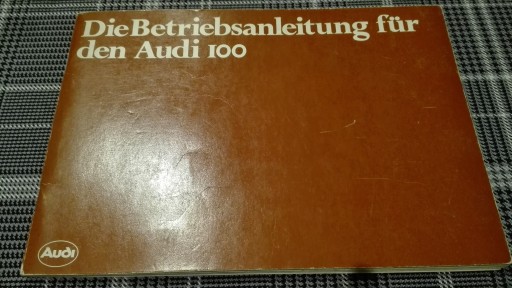 Die Betriebsanleitung für
den Audi 100
Audi